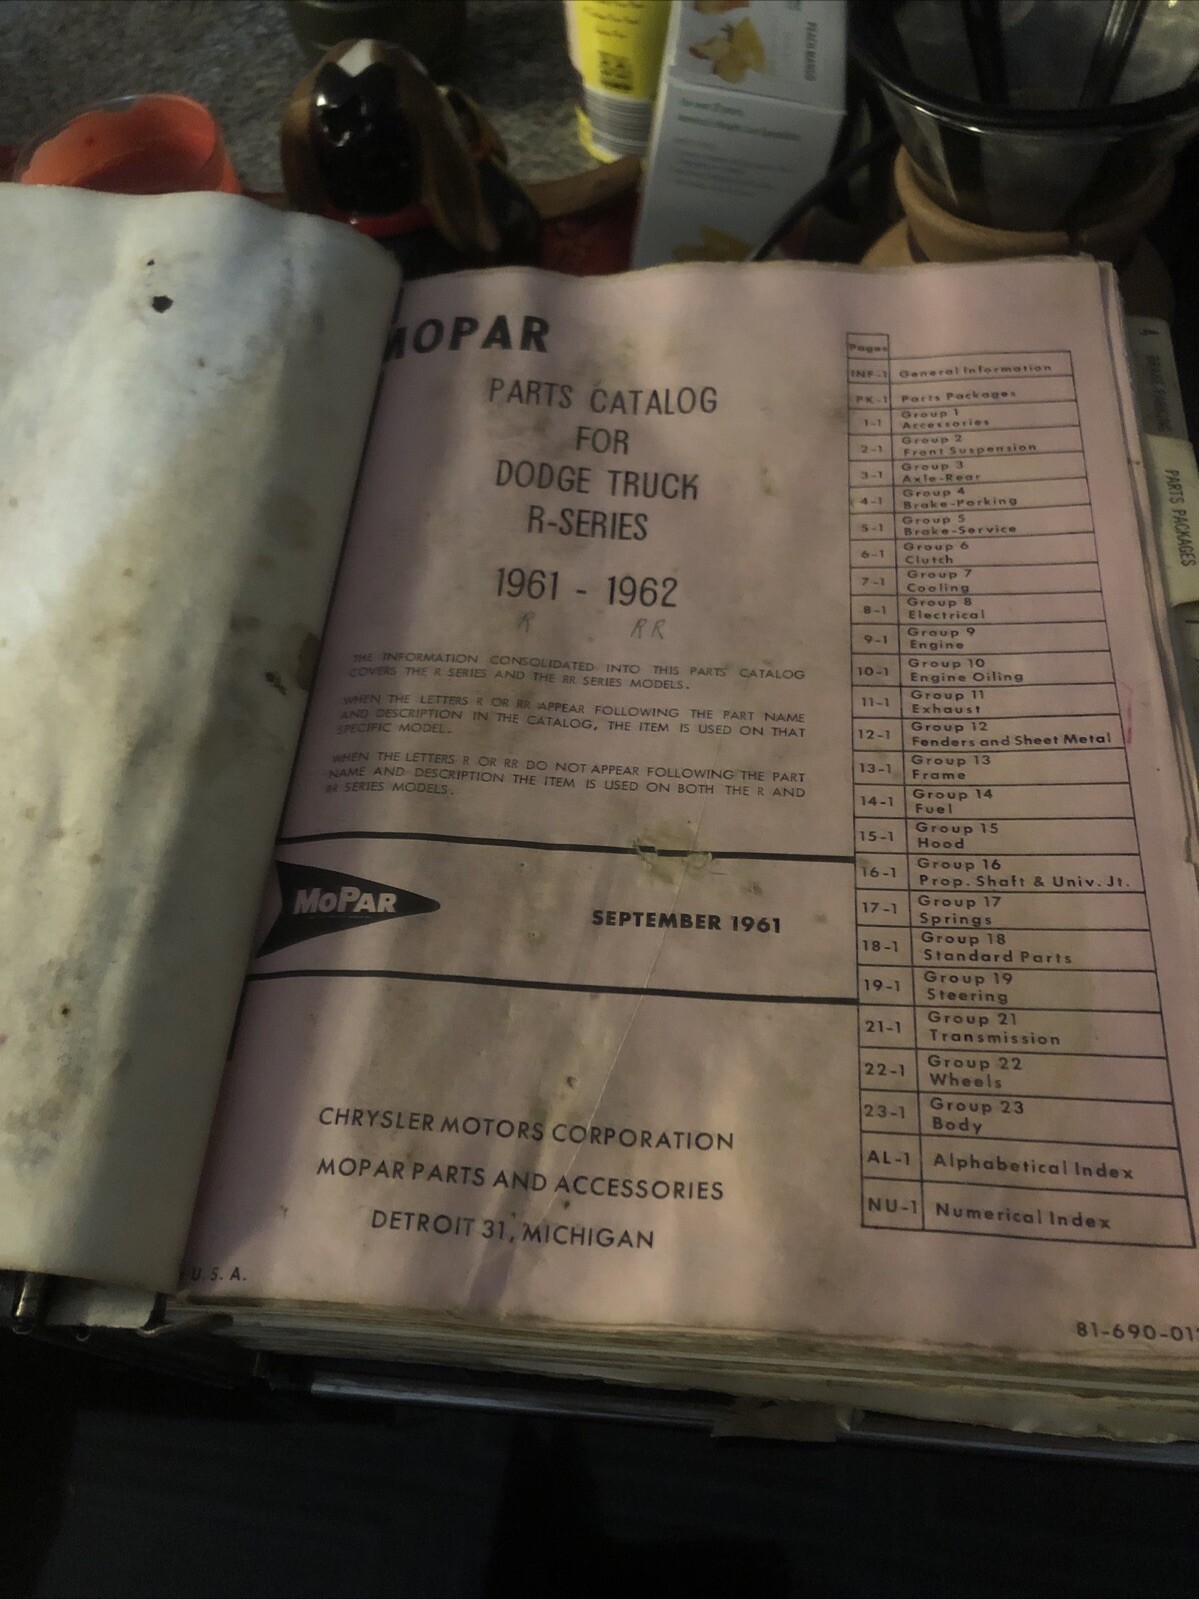 PEACH MANGO
MOPAR
PARTS CATALOG
FOR
DODGE TRUCK
R-SERIES
1961 - 1962
R RR
THE INFORMATION CONSOLIDATED INTO THIS PARTS CATALOG
COVERS THE R SERIES AND THE RR SERIES MODELS.
WHEN THE LETTERS R OR RR APPEAR FOLLOWING THE PART NAME
AND DESCRIPTION IN THE CATALOG, THE ITEM IS USED ON THAT
SPECIFIC MODEL.
WHEN THE LETTERS R OR RR DO NOT APPEAR FOLLOWING THE PART
NAME AND DESCRIPTION THE ITEM IS USED ON BOTH THE R AND
RR SERIES MODELS.
MOPAR
SEPTEMBER 1961
CHRYSLER MOTORS CORPORATION
MOPAR PARTS AND ACCESSORIES
DETROIT 31, MICHIGAN
U. S. A.
Pages
INF-1 General Information
PK-1 Parts Packages
1-1 Group 1
Accessories
2-1 Group 2
Front Suspension
3-1 Group 3
Axle-Rear
4-1 Group 4
Brake-Parking
5-1 Group 5
Brake-Service
6-1 Group 6
Clutch
7-1 Group 7
Cooling
8-1 Group 8
Electrical
9-1 Group 9
Engine
10-1 Group 10
Engine Oiling
11-1 Group 11
Exhaust
12-1 Group 12
Fenders and Sheet Metal
13-1 Group 13
Frame
14-1 Group 14
Fuel
15-1 Group 15
Hood
16-1 Group 16
Prop. Shaft & Univ. Jt.
17-1 Group 17
Springs
18-1 Group 18
Standard Parts
19-1 Group 19
Steering
21-1 Group 21
Transmission
22-1 Group 22
Wheels
23-1 Group 23
Body
AL-1 Alphabetical Index
NU-1 Numerical Index
81-690-01
PARTS PACKAGES